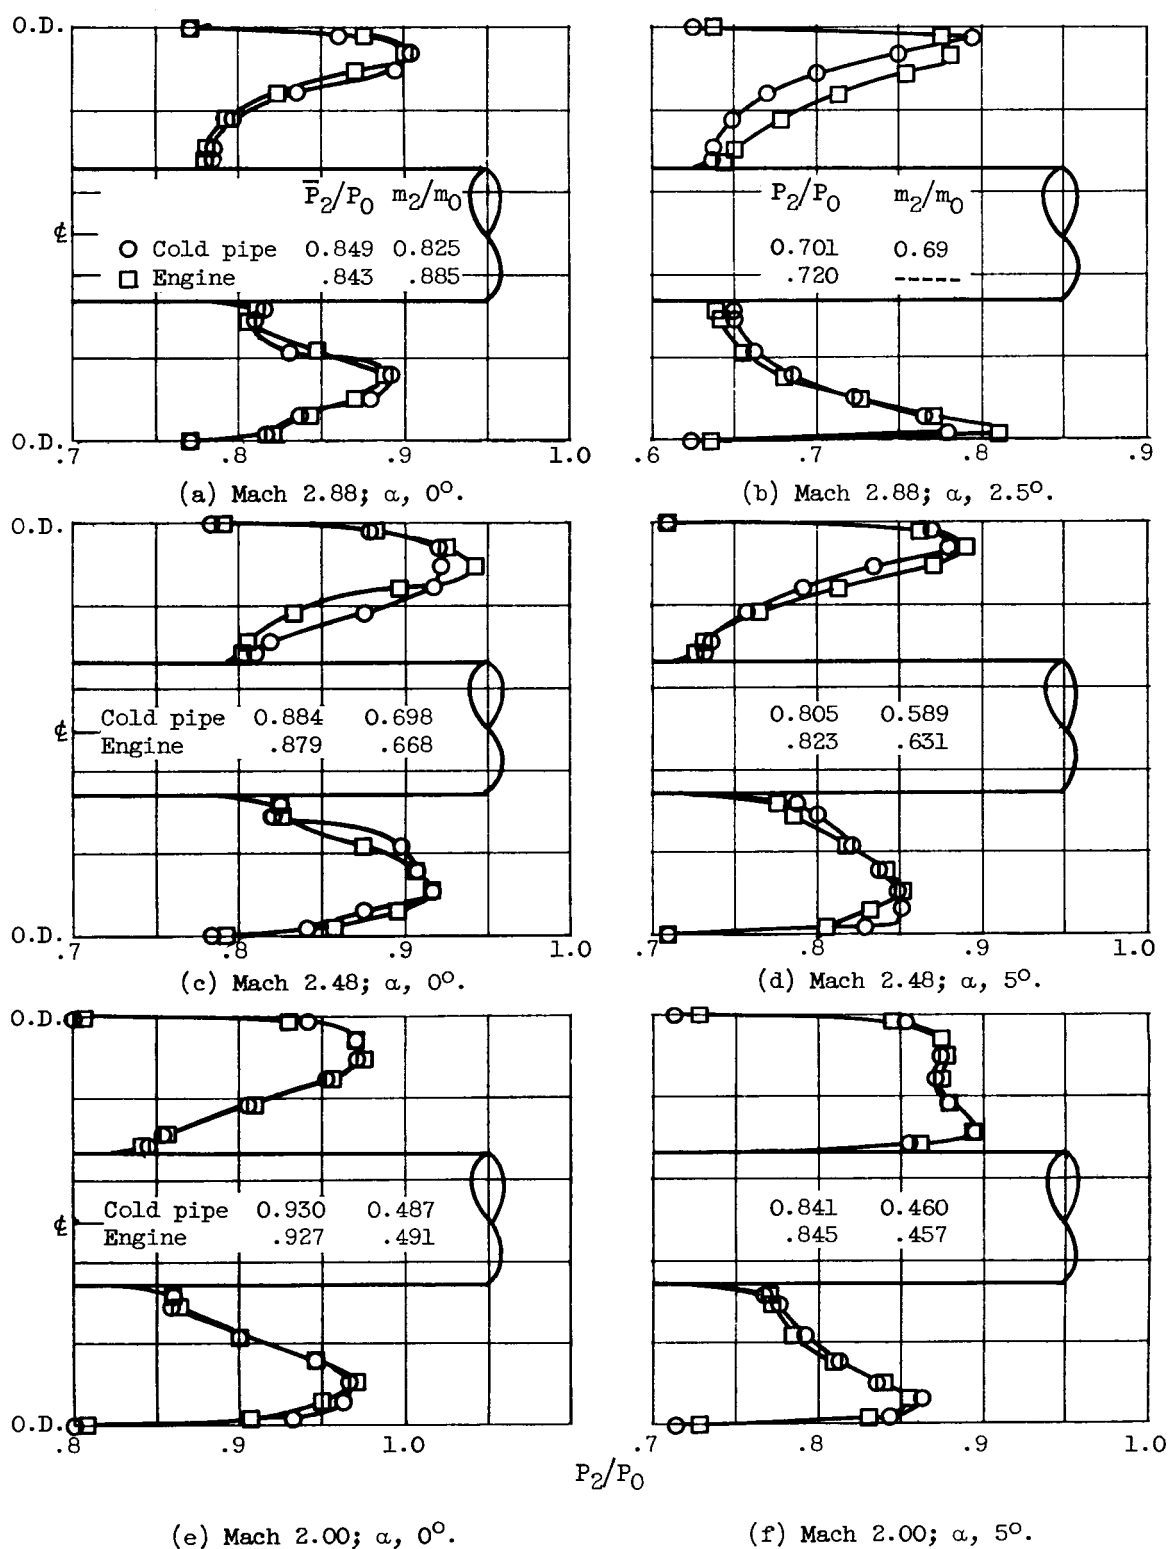 O.D.
P̅2/P0 m2/m0
P2/P0 m2/m0
℄
Cold pipe 0.849 0.825
Engine .843 .885
0.701 0.69
.720 -----
O.D.
.7 .8 .9 1.0
.6 .7 .8 .9
(a) Mach 2.88; α, 0°.
(b) Mach 2.88; α, 2.5°.
O.D.
Cold pipe 0.884 0.698
℄
Engine .879 .668
0.805 0.589
.823 .631
O.D.
.7 .8 .9 1.0
.7 .8 .9 1.0
(c) Mach 2.48; α, 0°.
(d) Mach 2.48; α, 5°.
O.D.
Cold pipe 0.930 0.487
℄
Engine .927 .491
0.841 0.460
.845 .457
O.D.
.8 .9 1.0
.7 .8 .9 1.0
P2/P0
(e) Mach 2.00; α, 0°.
(f) Mach 2.00; α, 5°.